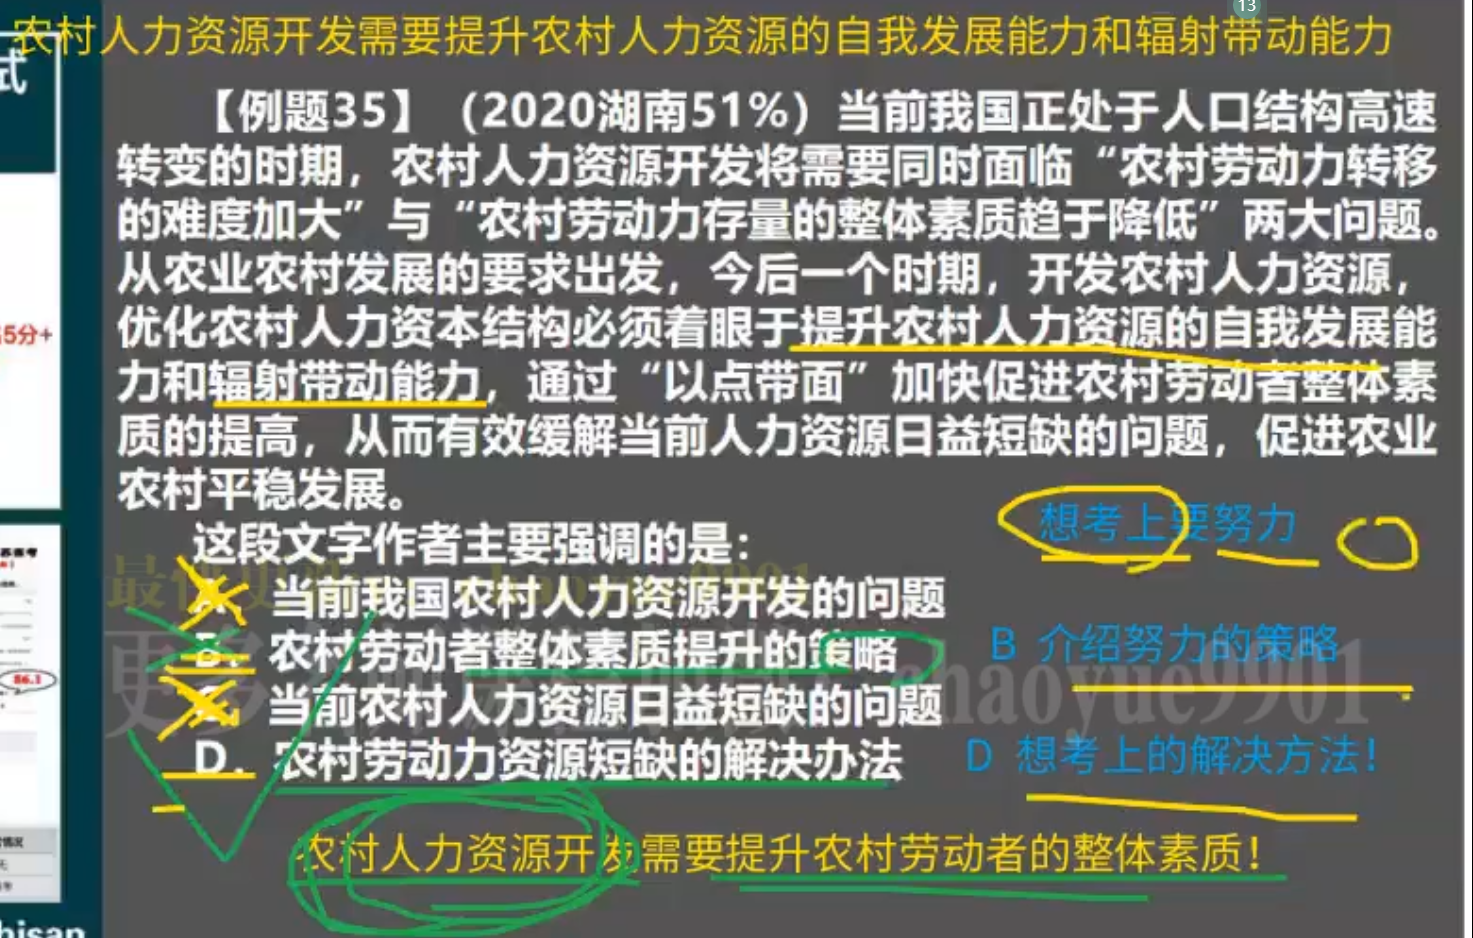 13
农村人力资源开发需要提升农村人力资源的自我发展能力和辐射带动能力
试
【例题35】（2020湖南51%）当前我国正处于人口结构高速
转变的时期，农村人力资源开发将需要同时面临“农村劳动力转移
的难度加大”与“农村劳动力存量的整体素质趋于降低”两大问题。
从农业农村发展的要求出发，今后一个时期，开发农村人力资源，
优化农村人力资本结构必须着眼于提升农村人力资源的自我发展能
5分+
力和辐射带动能力，通过“以点带面”加快促进农村劳动者整体素
质的提高，从而有效缓解当前人力资源日益短缺的问题，促进农业
农村平稳发展。
想考上要努力
这段文字作者主要强调的是：
A．当前我国农村人力资源开发的问题
B．农村劳动者整体素质提升的策略
B 介绍努力的策略
86.1
C．当前农村人力资源日益短缺的问题
haoyue9901
D．农村劳动力资源短缺的解决办法
D 想考上的解决方法！
农村人力资源开发需要提升农村劳动者的整体素质！
hisan